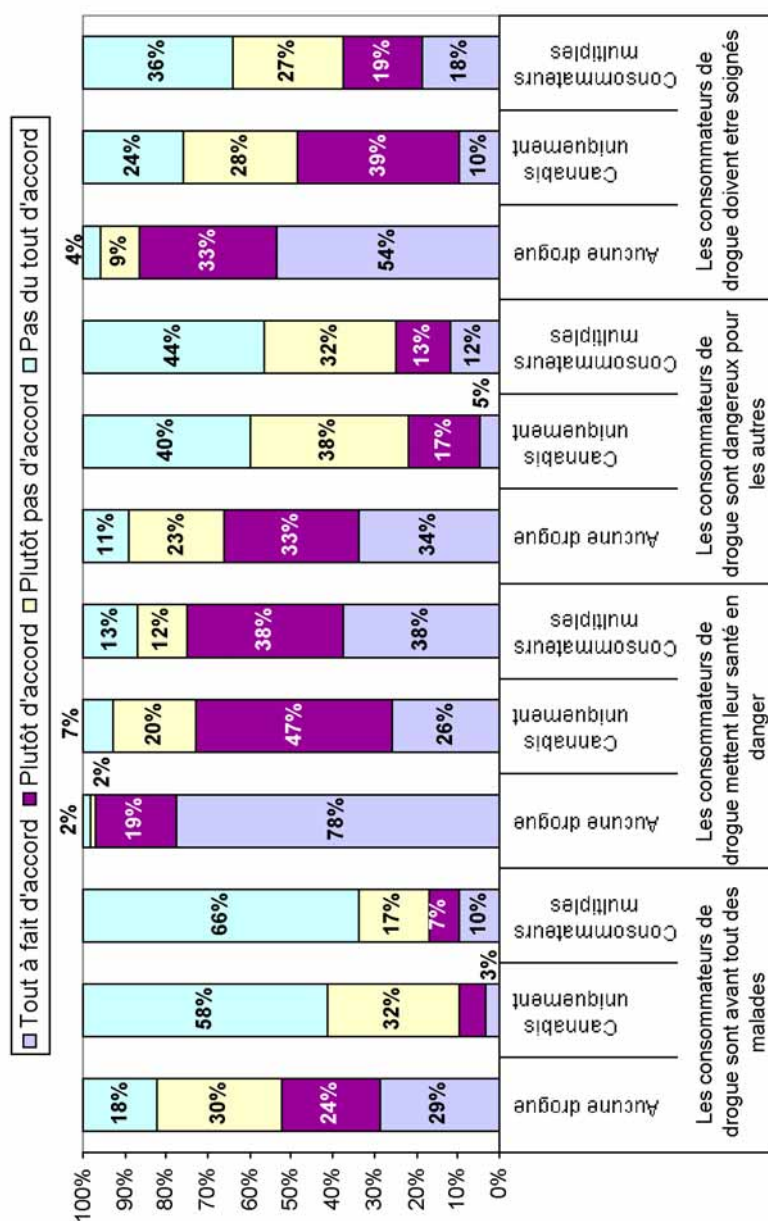 Tout à fait d'accord Plutôt d'accord Plutôt pas d'accord Pas du tout d'accord
100%
90%
80%
70%
60%
50%
40%
30%
20%
10%
0%
18%
30%
24%
29%
58%
32%
3%
66%
17%
7%
10%
2%
2%
19%
78%
7%
20%
47%
26%
13%
12%
38%
38%
11%
23%
33%
34%
40%
38%
17%
5%
44%
32%
13%
12%
4%
9%
33%
54%
24%
28%
39%
10%
36%
27%
19%
18%
Aucune drogue
Cannabis
uniquement
Consommateurs
multiples
Aucune drogue
Cannabis
uniquement
Consommateurs
multiples
Aucune drogue
Cannabis
uniquement
Consommateurs
multiples
Aucune drogue
Cannabis
uniquement
Consommateurs
multiples
Les consommateurs de
drogue sont avant tout des
malades
Les consommateurs de
drogue mettent leur santé en
danger
Les consommateurs de
drogue sont dangereux pour
les autres
Les consommateurs de
drogue doivent etre soignés